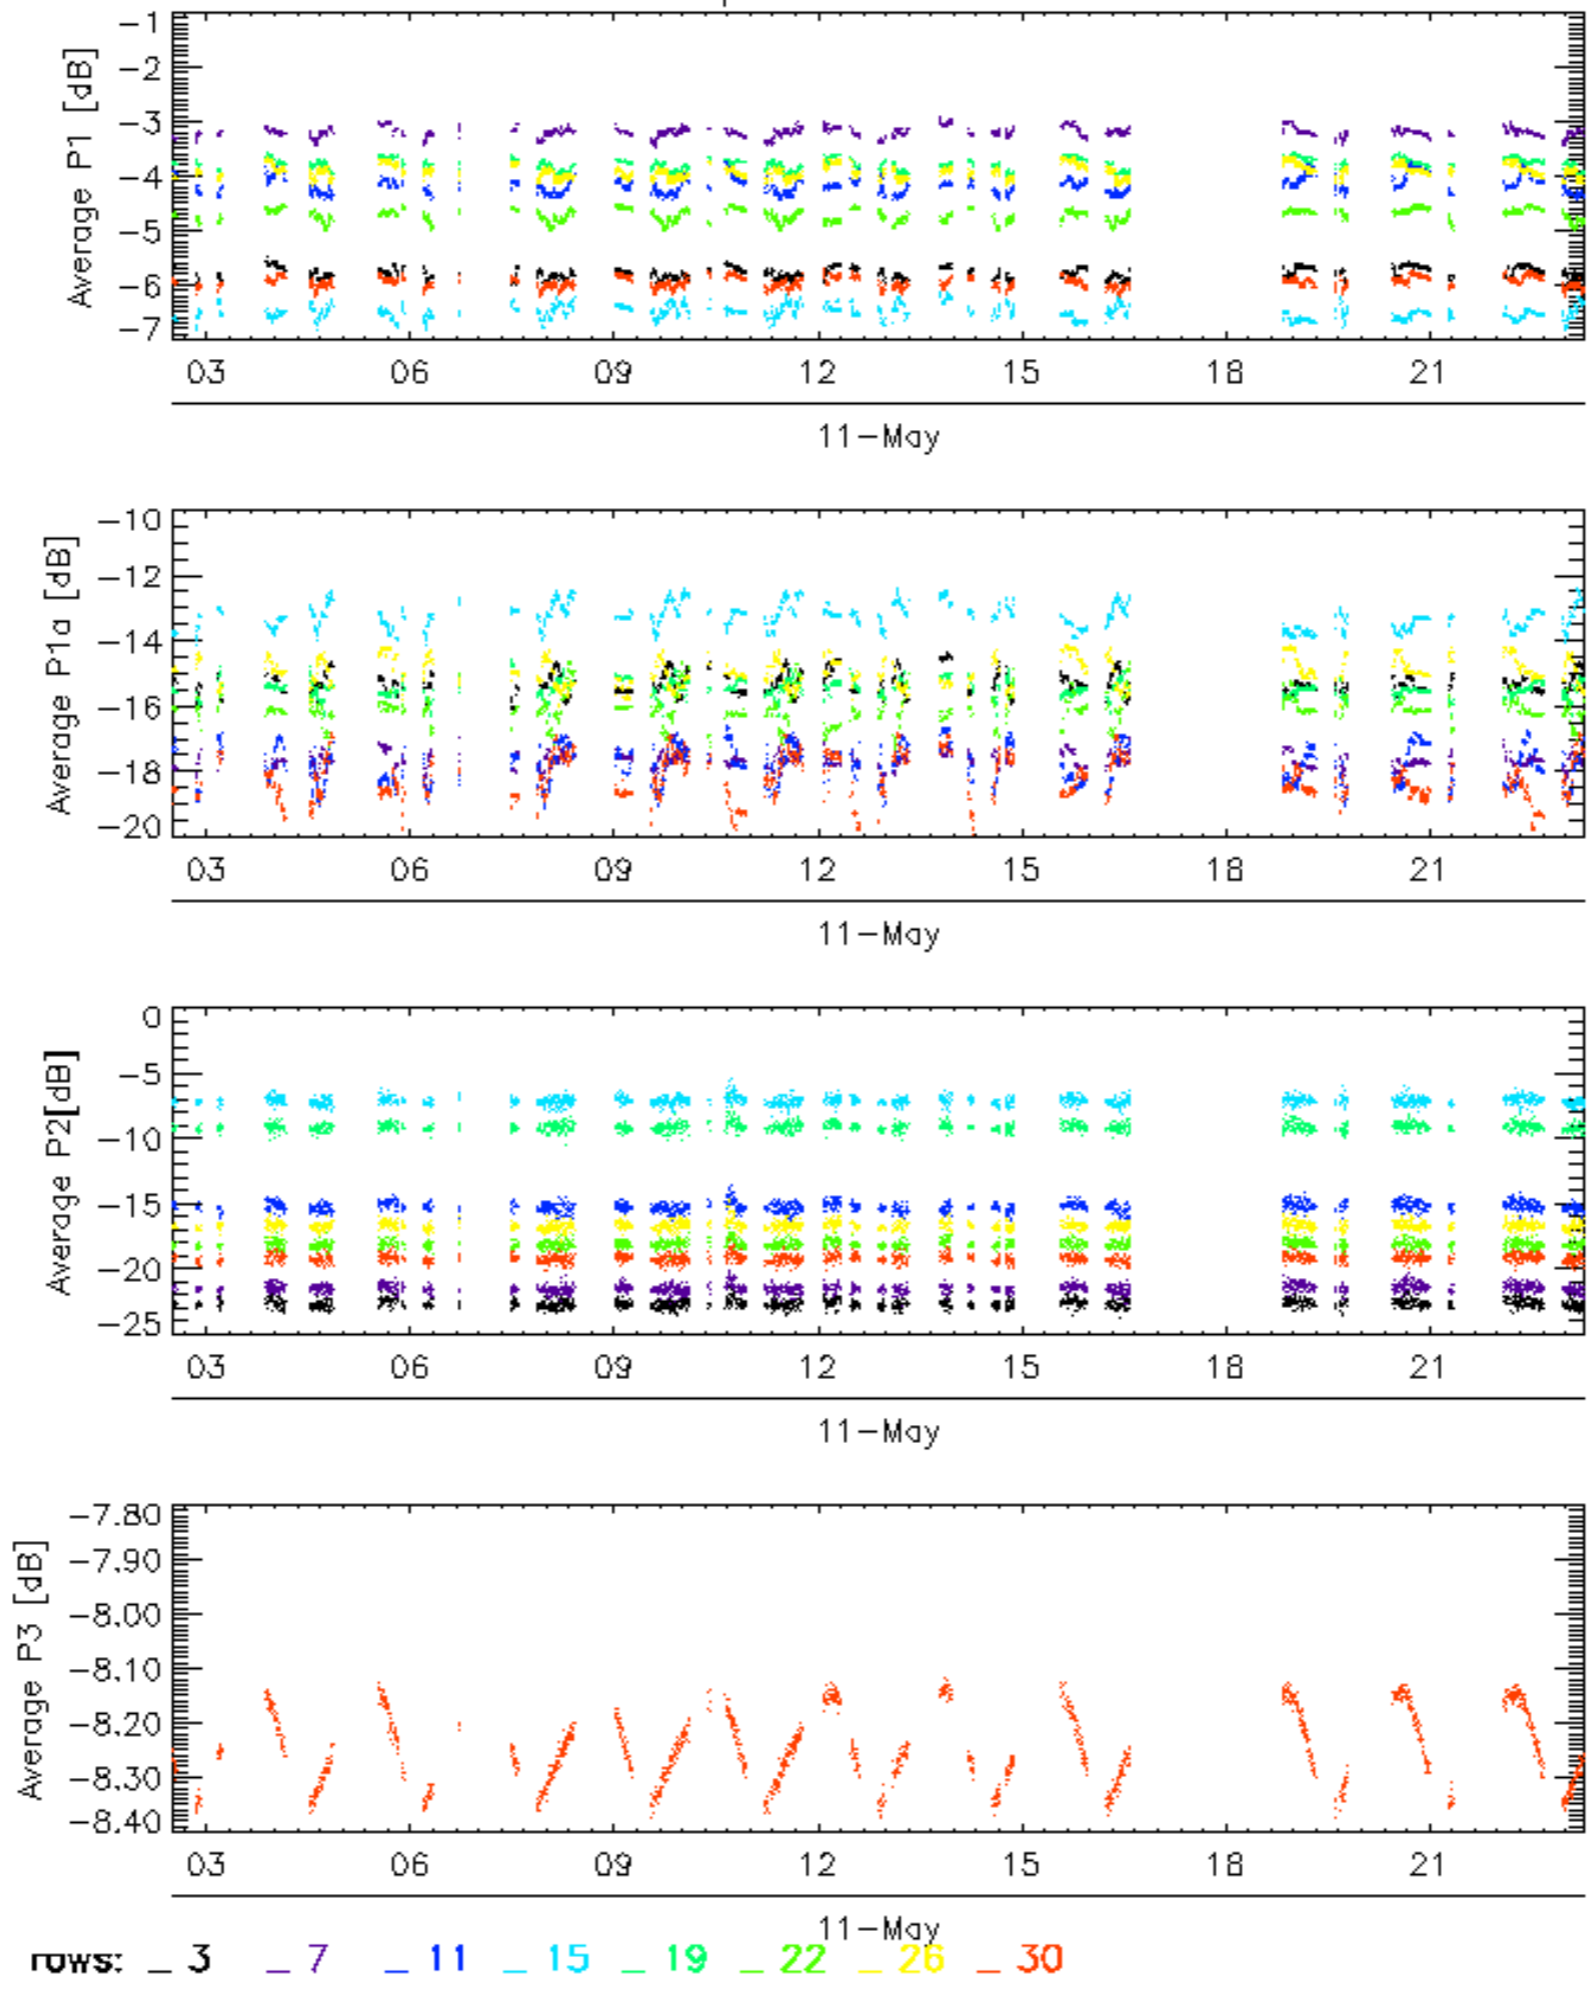 Average P1 [dB]
-1
-2
-3
-4
-5
-6
-7
03 06 09 12 15 18 21
11-May
Average P1a [dB]
-10
-12
-14
-16
-18
-20
03 06 09 12 15 18 21
11-May
Average P2[dB]
0
-5
-10
-15
-20
-25
03 06 09 12 15 18 21
11-May
Average P3 [dB]
-7.80
-7.90
-8.00
-8.10
-8.20
-8.30
-8.40
03 06 09 12 15 18 21
11-May
rows: _ 3 _ 7 _ 11 _ 15 _ 19 _ 22 _ 26 _ 30